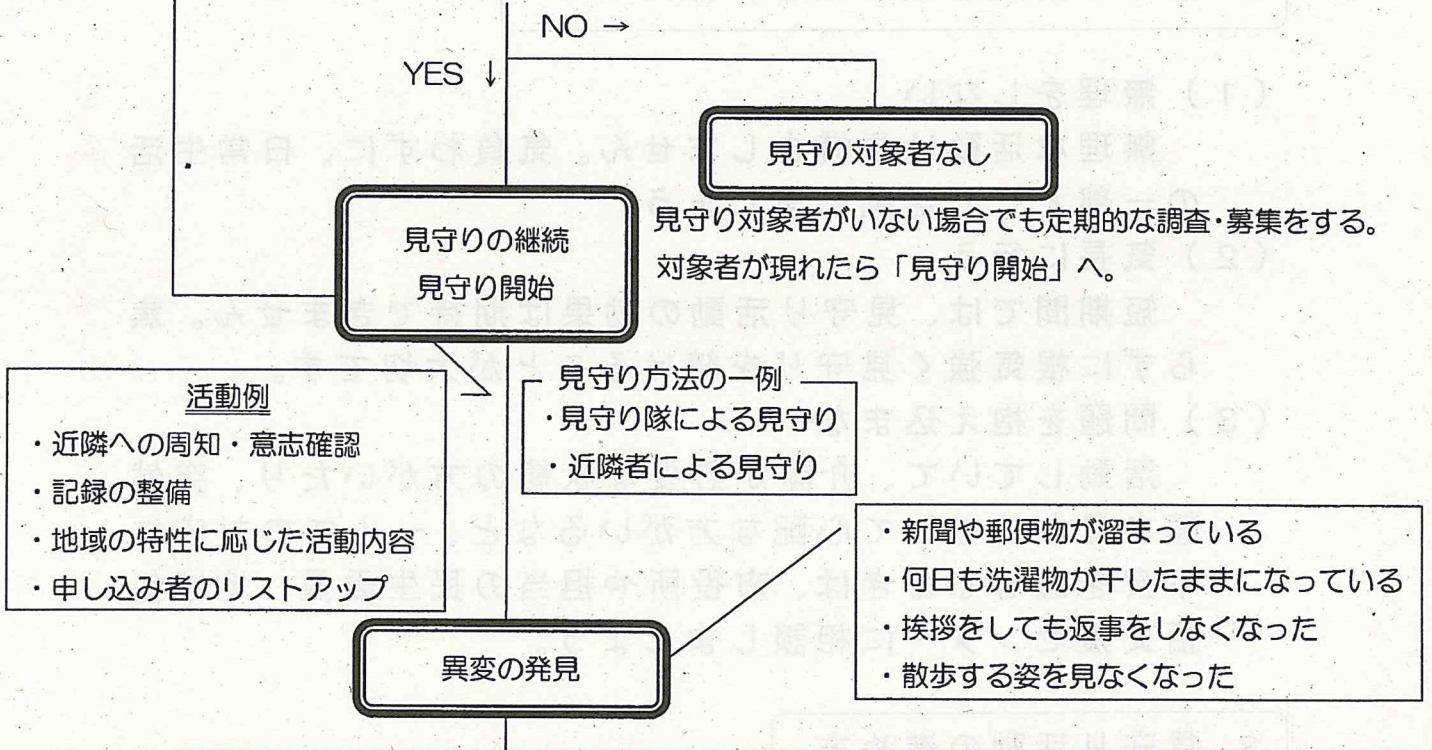 NO →
YES ↓
見守り対象者なし
見守り対象者がいない場合でも定期的な調査・募集をする。
対象者が現れたら「見守り開始」へ。
見守りの継続
見守り開始
活動例
・近隣への周知・意志確認
・記録の整備
・地域の特性に応じた活動内容
・申し込み者のリストアップ
見守り方法の一例
・見守り隊による見守り
・近隣者による見守り
・新聞や郵便物が溜まっている
・何日も洗濯物が干したままになっている
・挨拶をしても返事をしなくなった
・散歩する姿を見なくなった
異変の発見